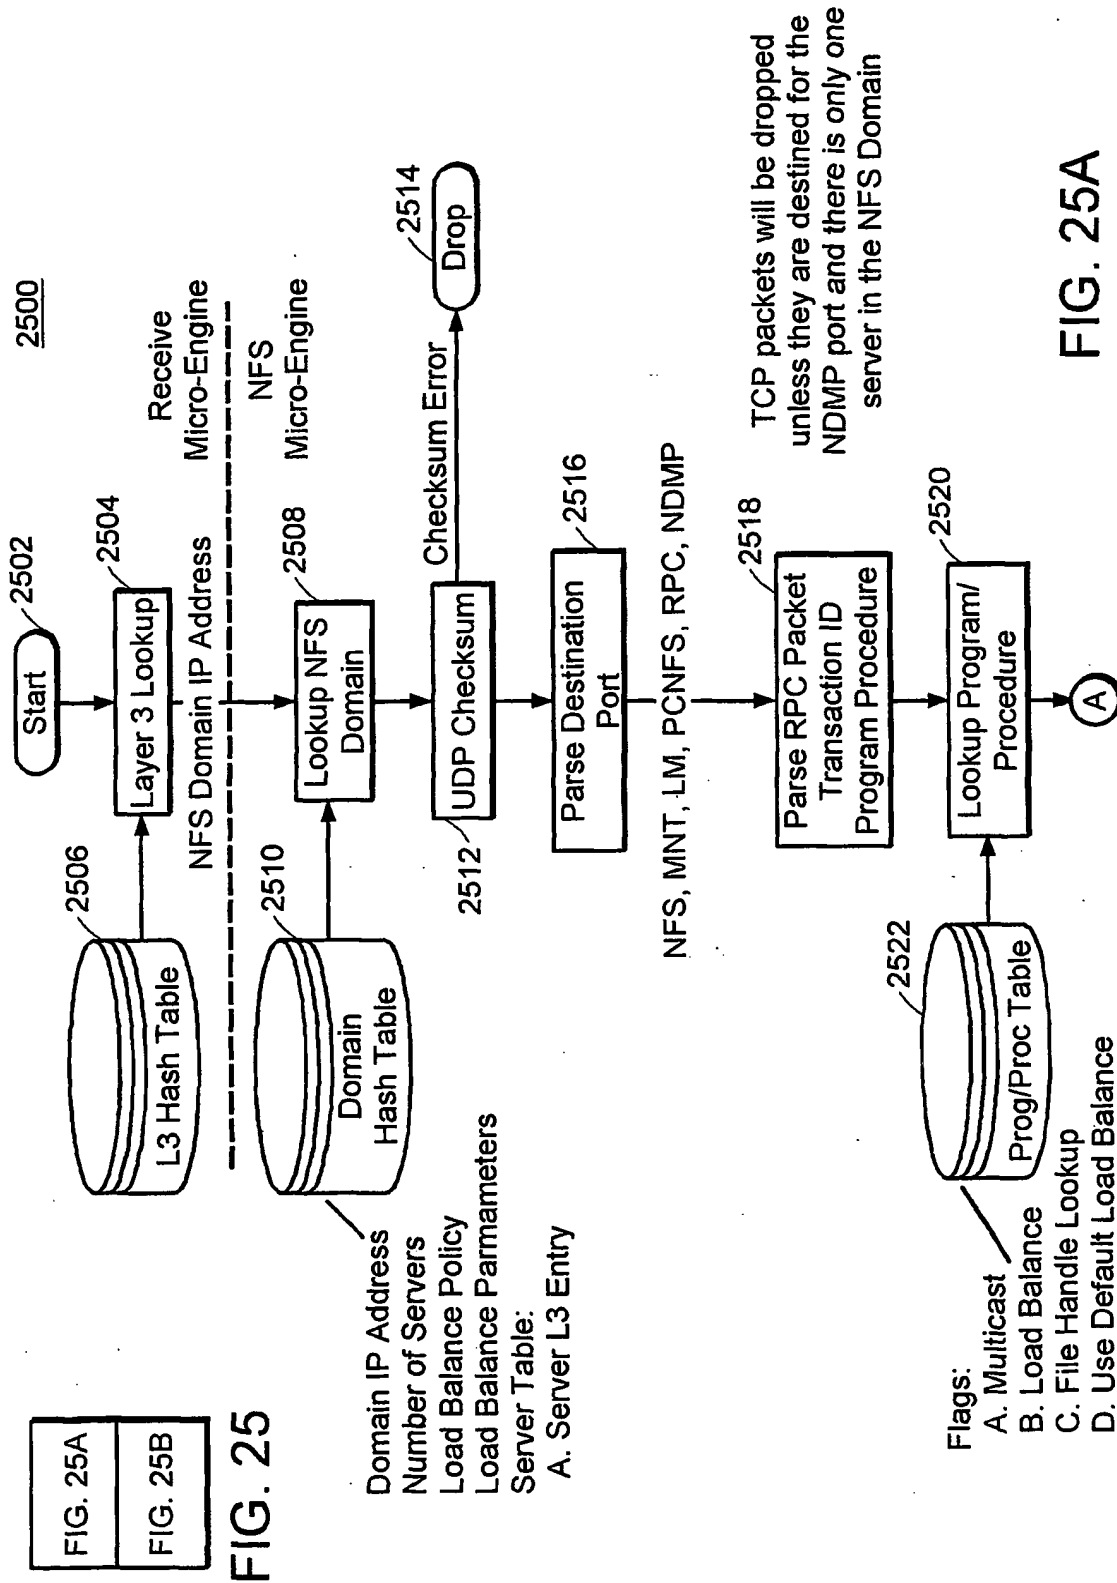 FIG. 25A
FIG. 25B
FIG. 25
2500
Start
2502
Layer 3 Lookup
2504
L3 Hash Table
2506
Receive
Micro-Engine
NFS Domain IP Address
NFS
Micro-Engine
Lookup NFS
Domain
2508
Domain
Hash Table
2510
Domain IP Address
Number of Servers
Load Balance Policy
Load Balance Parmameters
Server Table:
A. Server L3 Entry
UDP Checksum
2512
Checksum Error
Drop
2514
Parse Destination
Port
2516
NFS, MNT, LM, PCNFS, RPC, NDMP
TCP packets will be dropped
unless they are destined for the
NDMP port and there is only one
server in the NFS Domain
Parse RPC Packet
Transaction ID
Program Procedure
2518
Lookup Program/
Procedure
2520
Prog/Proc Table
2522
Flags:
A. Multicast
B. Load Balance
C. File Handle Lookup
D. Use Default Load Balance
A
FIG. 25A